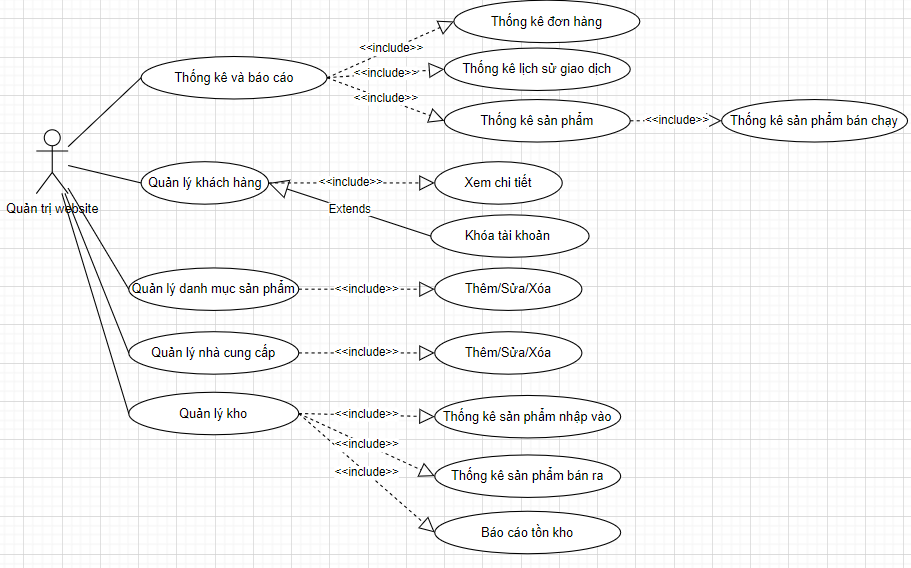 Thống kê đơn hàng
<<include>>
Thống kê và báo cáo
<<include>>
Thống kê lịch sử giao dịch
<<include>>
Thống kê sản phẩm
<<include>>
Thống kê sản phẩm bán chạy
Quản trị website
Quản lý khách hàng
<<include>>
Xem chi tiết
Extends
Khóa tài khoản
Quản lý danh mục sản phẩm
<<include>>
Thêm/Sửa/Xóa
Quản lý nhà cung cấp
<<include>>
Thêm/Sửa/Xóa
Quản lý kho
<<include>>
Thống kê sản phẩm nhập vào
<<include>>
Thống kê sản phẩm bán ra
<<include>>
Báo cáo tồn kho